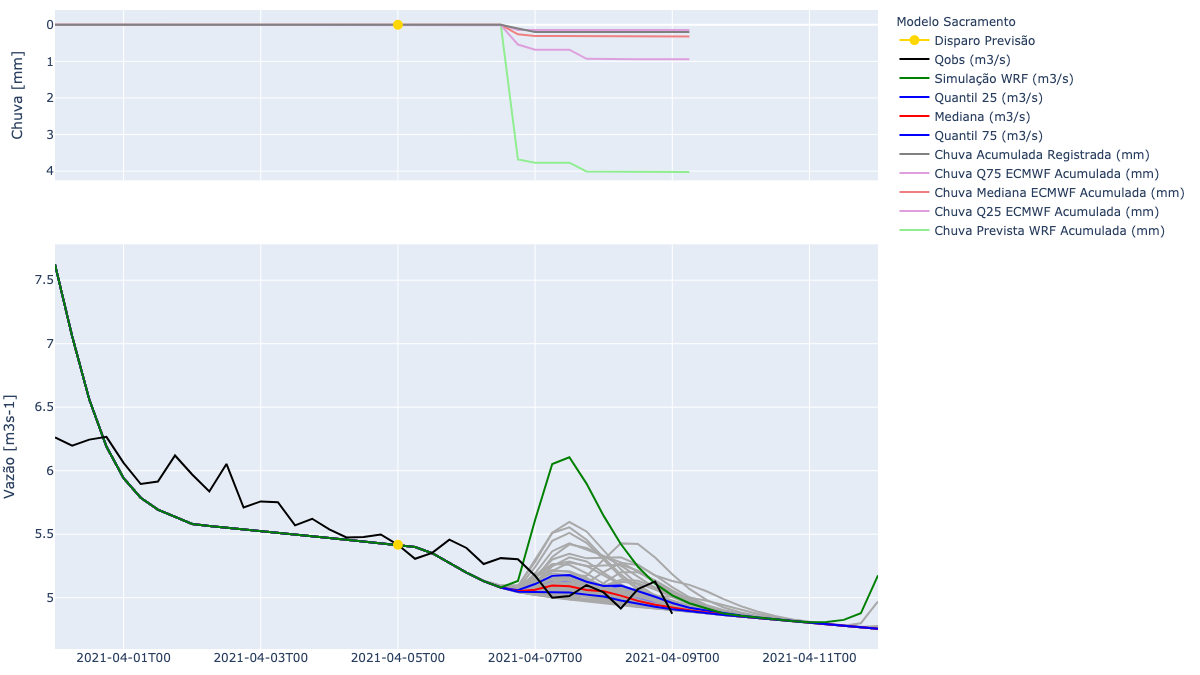 0
1
2
3
4
Chuva [mm]
Modelo Sacramento
Disparo Previsão
Qobs (m3/s)
Simulação WRF (m3/s)
Quantil 25 (m3/s)
Mediana (m3/s)
Quantil 75 (m3/s)
Chuva Acumulada Registrada (mm)
Chuva Q75 ECMWF Acumulada (mm)
Chuva Mediana ECMWF Acumulada (mm)
Chuva Q25 ECMWF Acumulada (mm)
Chuva Prevista WRF Acumulada (mm)
7.5
7
6.5
6
5.5
5
Vazão [m3s-1]
2021-04-01T00
2021-04-03T00
2021-04-05T00
2021-04-07T00
2021-04-09T00
2021-04-11T00